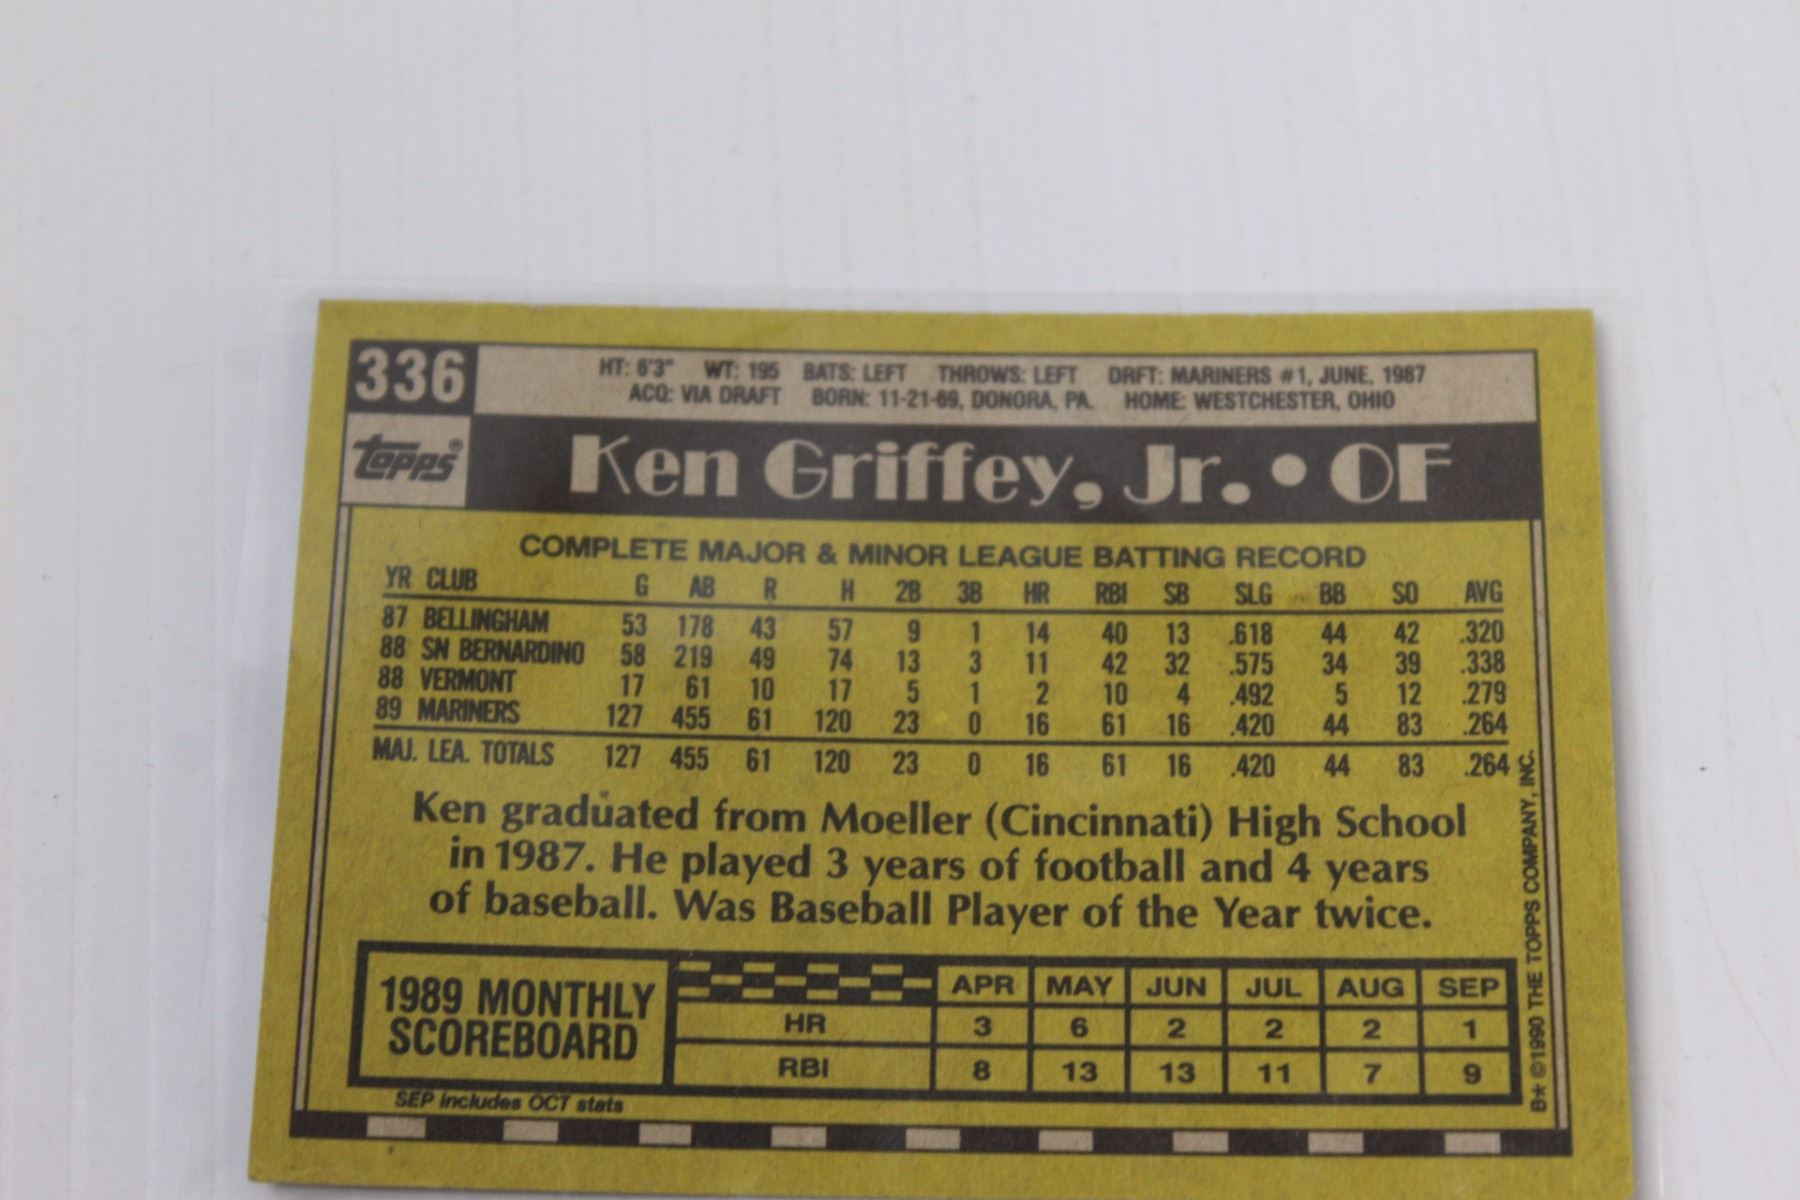 336
HT: 6'3" WT: 195 BATS: LEFT THROWS: LEFT DRFT: MARINERS #1, JUNE, 1987
ACQ: VIA DRAFT BORN: 11-21-69, DONORA, PA. HOME: WESTCHESTER, OHIO
topps®
Ken Griffey, Jr. • OF
COMPLETE MAJOR & MINOR LEAGUE BATTING RECORD
YR CLUB G AB R H 2B 3B HR RBI SB SLG BB SO AVG
87 BELLINGHAM 53 178 43 57 9 1 14 40 13 .618 44 42 .320
88 SN BERNARDINO 58 219 49 74 13 3 11 42 32 .575 34 39 .338
88 VERMONT 17 61 10 17 5 1 2 10 4 .492 5 12 .279
89 MARINERS 127 455 61 120 23 0 16 61 16 .420 44 83 .264
MAJ. LEA. TOTALS 127 455 61 120 23 0 16 61 16 .420 44 83 .264
Ken graduated from Moeller (Cincinnati) High School
in 1987. He played 3 years of football and 4 years
of baseball. Was Baseball Player of the Year twice.
1989 MONTHLY
SCOREBOARD
APR MAY JUN JUL AUG SEP
HR 3 6 2 2 2 1
RBI 8 13 13 11 7 9
SEP includes OCT stats
B* ©1990 THE TOPPS COMPANY, INC.